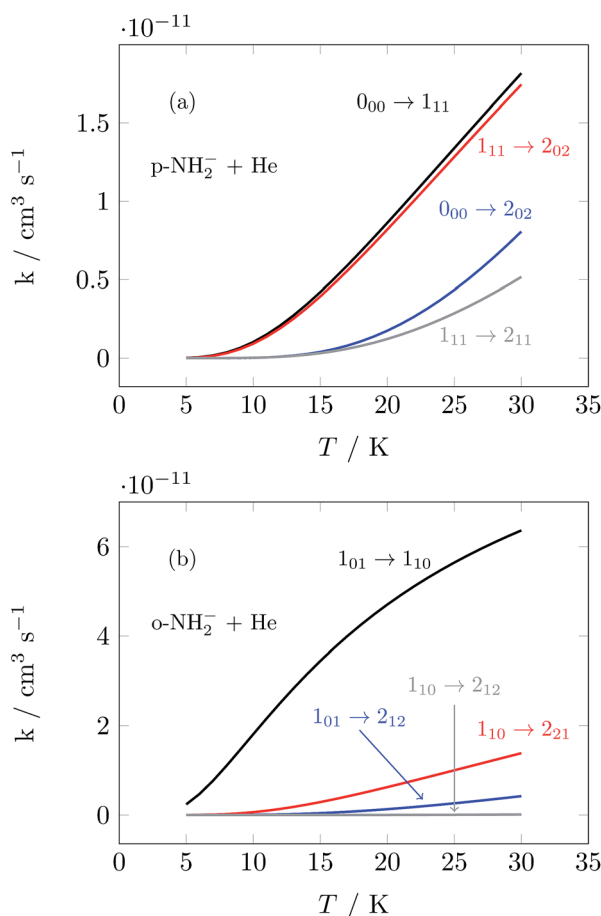 ·10⁻¹¹
(a)
0₀₀ → 1₁₁
1.5
1₁₁ → 2₀₂
p-NH₂⁻ + He
k / cm³ s⁻¹
1
0₀₀ → 2₀₂
0.5
1₁₁ → 2₁₁
0
0 5 10 15 20 25 30 35
T / K
·10⁻¹¹
6
(b)
1₀₁ → 1₁₀
o-NH₂⁻ + He
k / cm³ s⁻¹
4
1₁₀ → 2₁₂
1₀₁ → 2₁₂
1₁₀ → 2₂₁
2
0
0 5 10 15 20 25 30 35
T / K